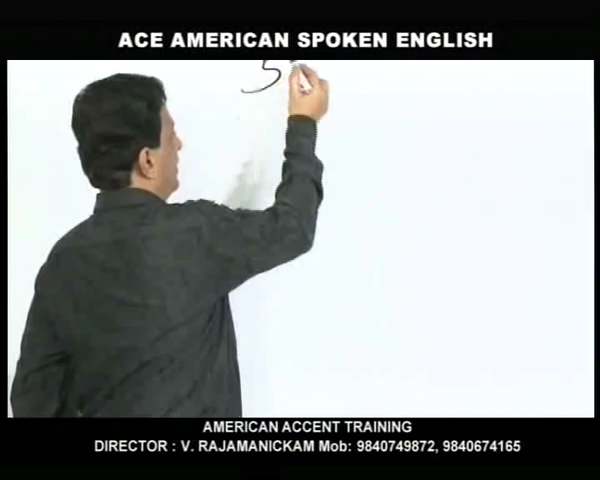 ACE AMERICAN SPOKEN ENGLISH
S
AMERICAN ACCENT TRAINING
DIRECTOR : V. RAJAMANICKAM Mob: 9840749872, 9840674165